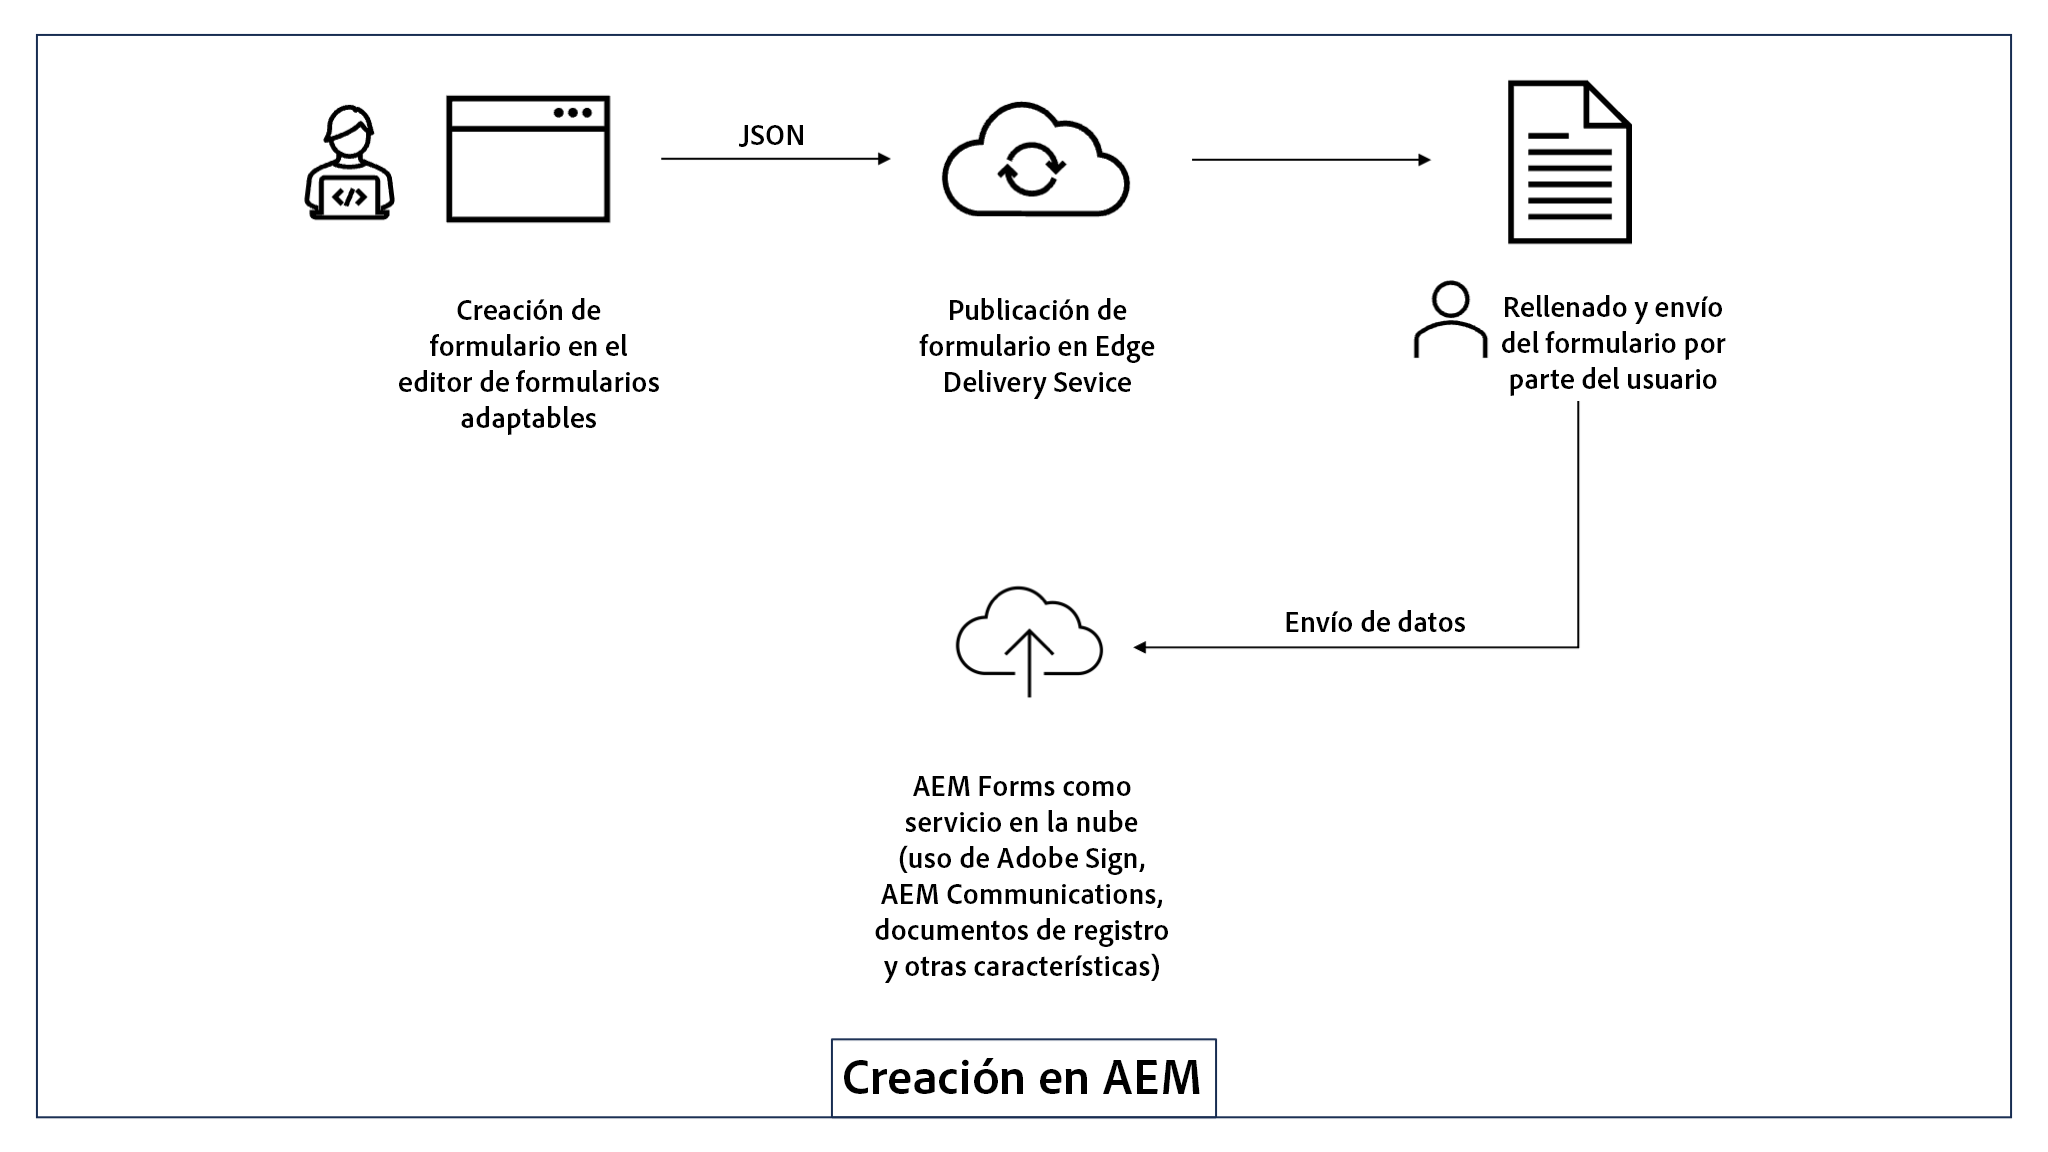 JSON
Creación de
formulario en el
editor de formularios
adaptables
Publicación de
formulario en Edge
Delivery Sevice
Rellenado y envío
del formulario por
parte del usuario
Envío de datos
AEM Forms como
servicio en la nube
(uso de Adobe Sign,
AEM Communications,
documentos de registro
y otras características)
Creación en AEM